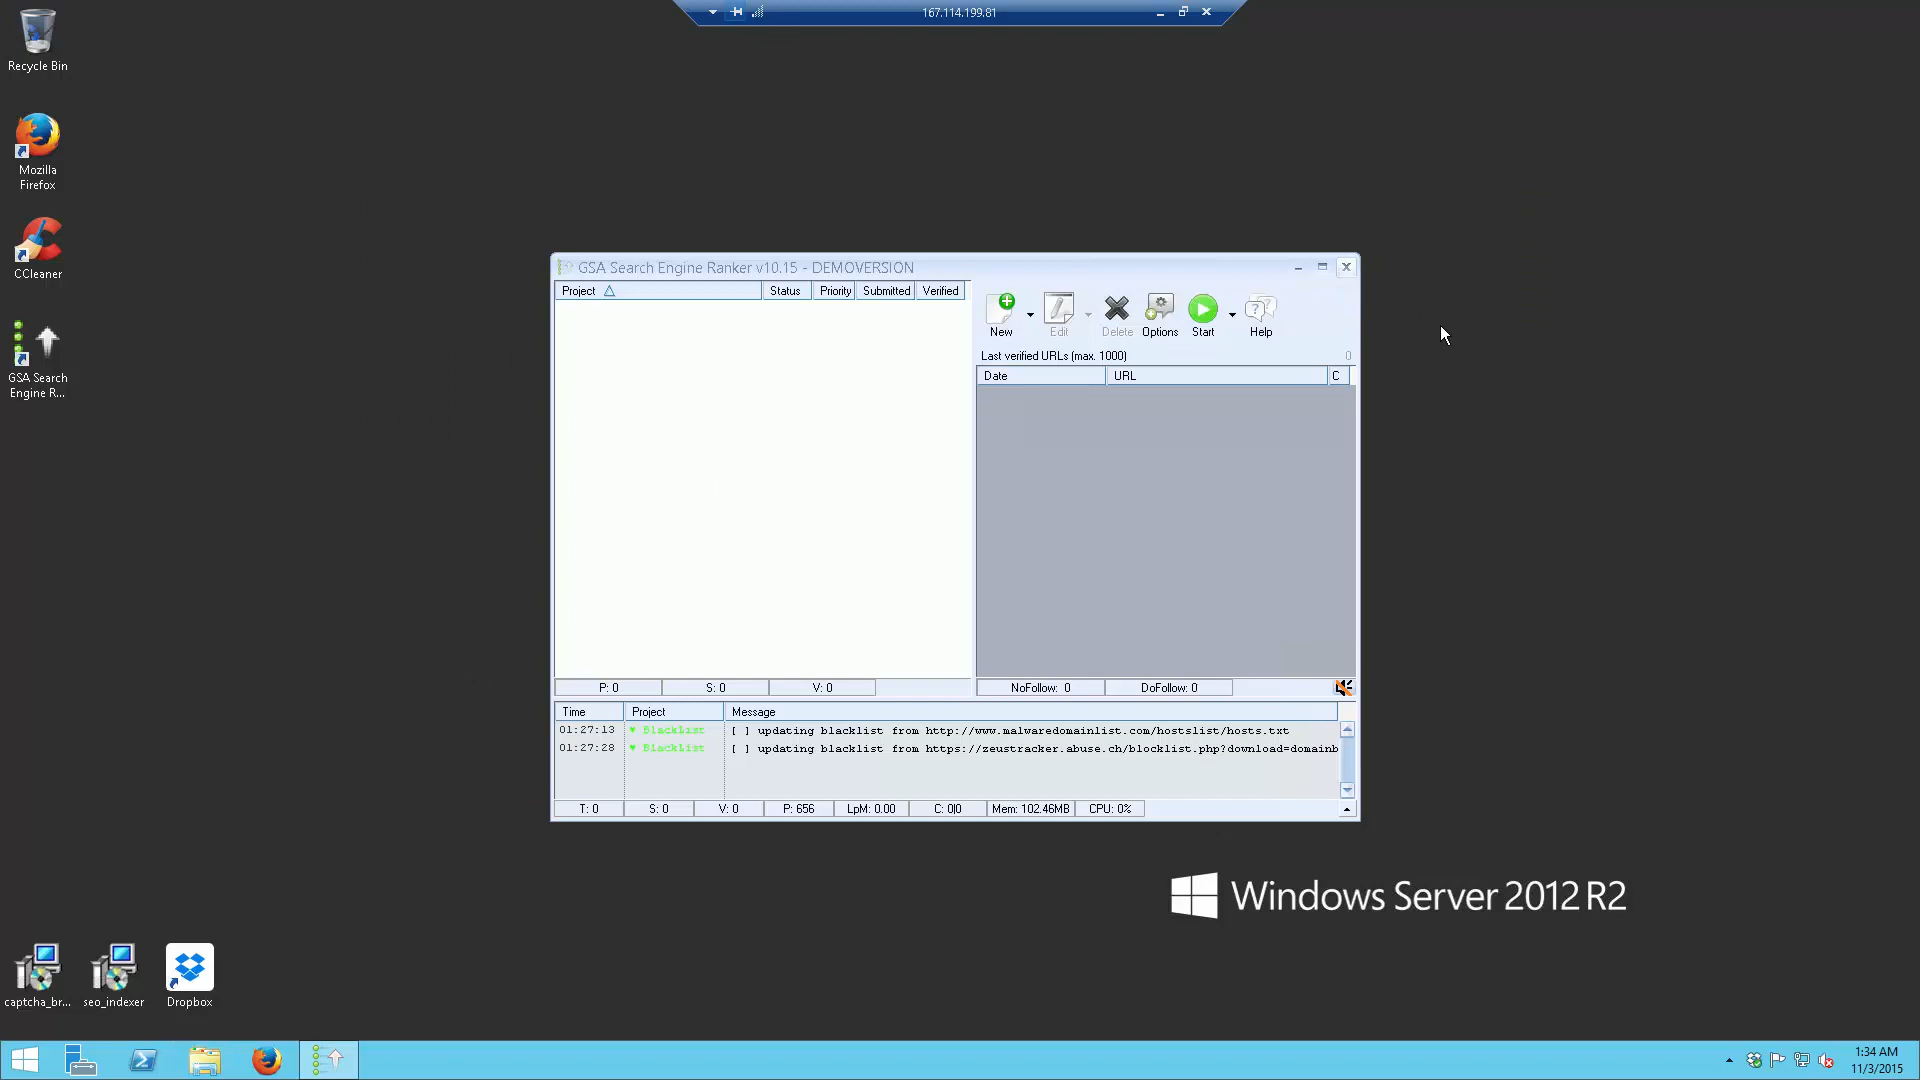 167.114.199.81
Recycle Bin
Mozilla
Firefox
CCleaner
GSA Search
Engine R...
GSA Search Engine Ranker v10.15 - DEMOVERSION
Project Status Priority Submitted Verified
New Edit Delete Options Start Help
Last verified URLs (max. 1000) 0
Date URL C
P: 0 S: 0 V: 0 NoFollow: 0 DoFollow: 0
Time Project Message
01:27:13 BlackList [ ] updating blacklist from http://www.malwaredomainlist.com/hostslist/hosts.txt
01:27:28 BlackList [ ] updating blacklist from https://zeustracker.abuse.ch/blocklist.php?download=domainb
T: 0 S: 0 V: 0 P: 656 LpM: 0.00 C: 0|0 Mem: 102.46MB CPU: 0%
Windows Server 2012 R2
captcha_br... seo_indexer Dropbox
1:34 AM
11/3/2015